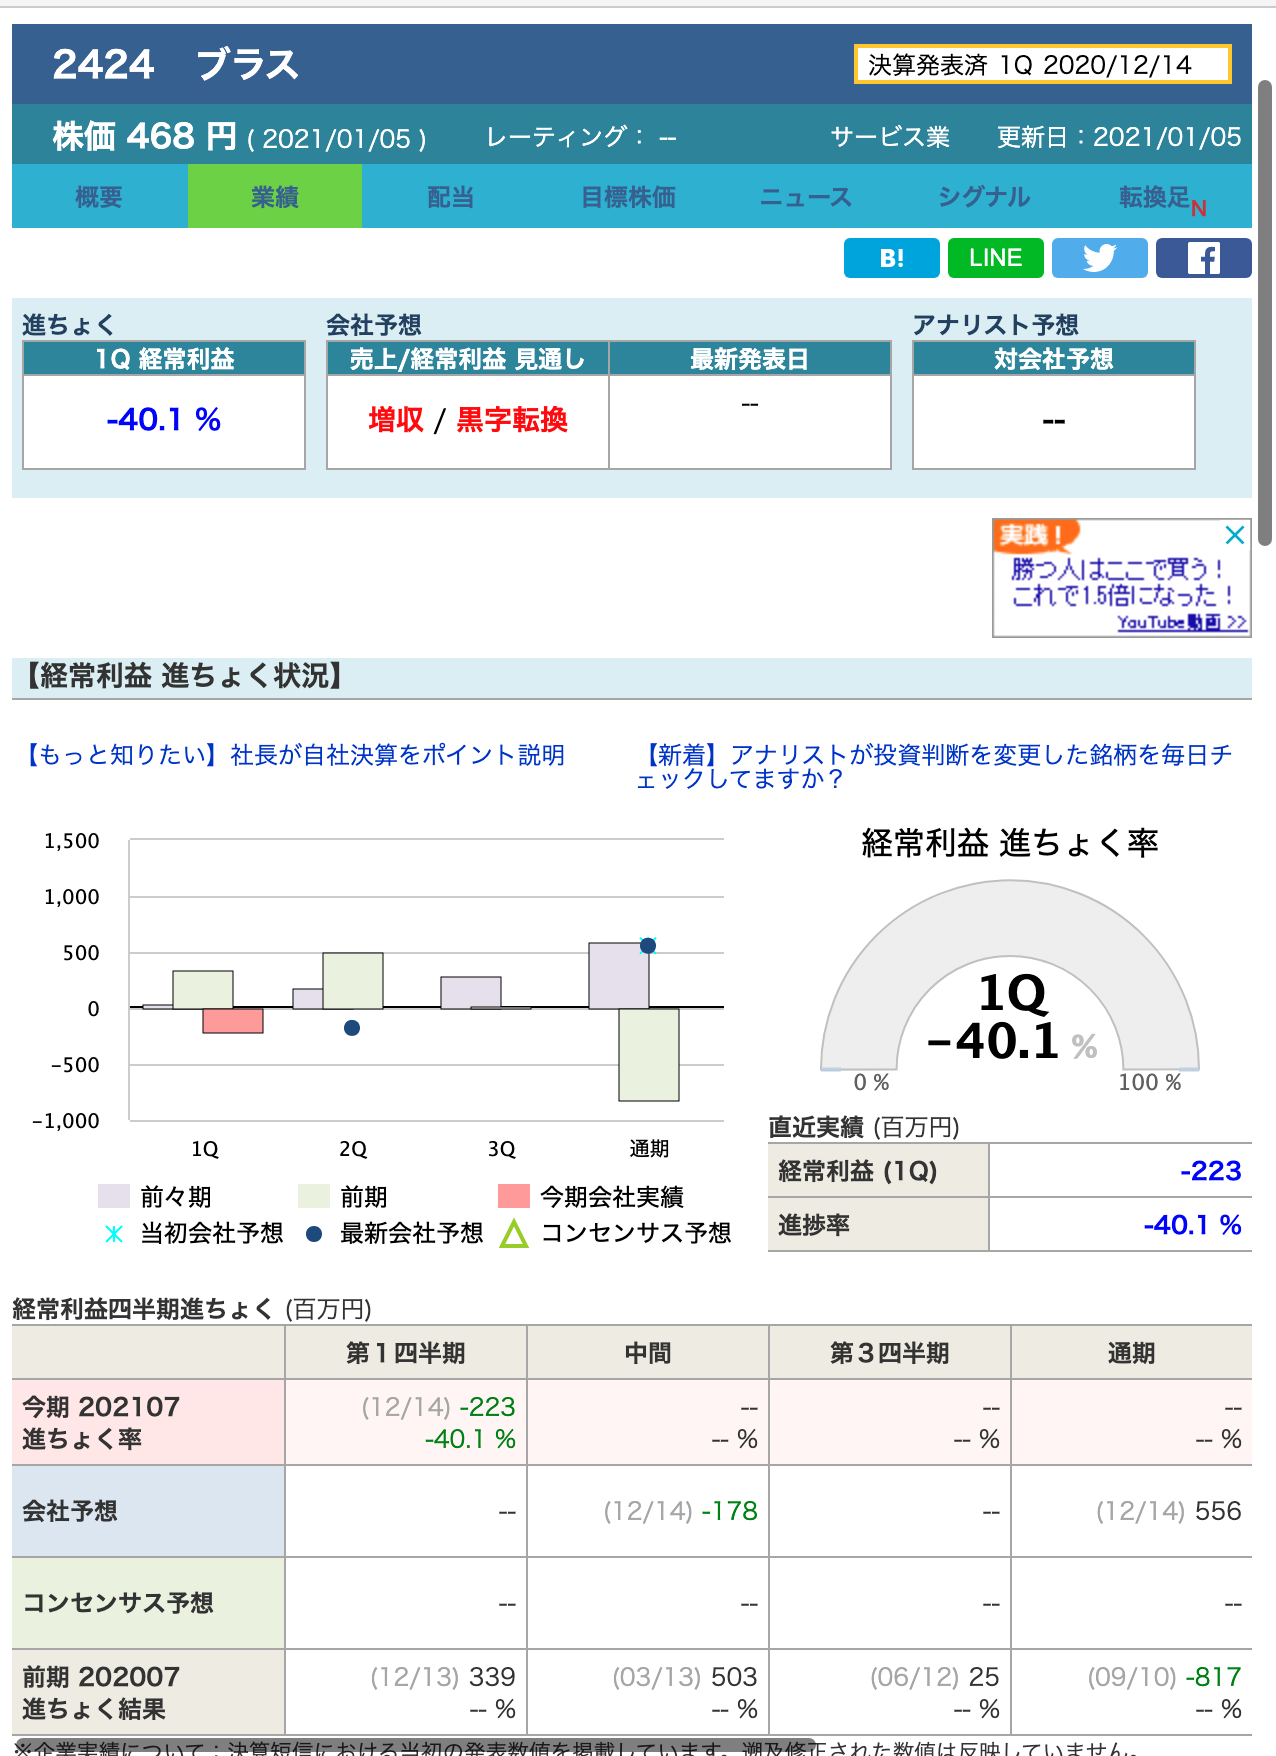 2424　ブラス
決算発表済 1Q 2020/12/14
株価 468 円 ( 2021/01/05 )
レーティング： --
サービス業
更新日：2021/01/05
概要
業績
配当
目標株価
ニュース
シグナル
転換足N
B!
LINE
進ちょく
会社予想
アナリスト予想
1Q 経常利益
売上/経常利益 見通し
最新発表日
対会社予想
-40.1 %
増収 / 黒字転換
--
--
実践！
勝つ人はここで買う！
これで1.5倍になった！
YouTube動画 >>
【経常利益 進ちょく状況】
【もっと知りたい】社長が自社決算をポイント説明
【新着】アナリストが投資判断を変更した銘柄を毎日チ
ェックしてますか？
1,500
1,000
500
0
−500
−1,000
1Q
2Q
3Q
通期
前々期
前期
今期会社実績
当初会社予想
最新会社予想
コンセンサス予想
経常利益 進ちょく率
1Q
−40.1 %
0 %
100 %
直近実績 (百万円)
経常利益 (1Q)
-223
進捗率
-40.1 %
経常利益四半期進ちょく (百万円)
第１四半期
中間
第３四半期
通期
今期 202107
進ちょく率
(12/14) -223
-40.1 %
--
-- %
--
-- %
--
-- %
会社予想
--
(12/14) -178
--
(12/14) 556
コンセンサス予想
--
--
--
--
前期 202007
進ちょく結果
(12/13) 339
-- %
(03/13) 503
-- %
(06/12) 25
-- %
(09/10) -817
-- %
※企業実績について：決算短信における当初の発表数値を掲載しています。遡及修正された数値は反映していません。